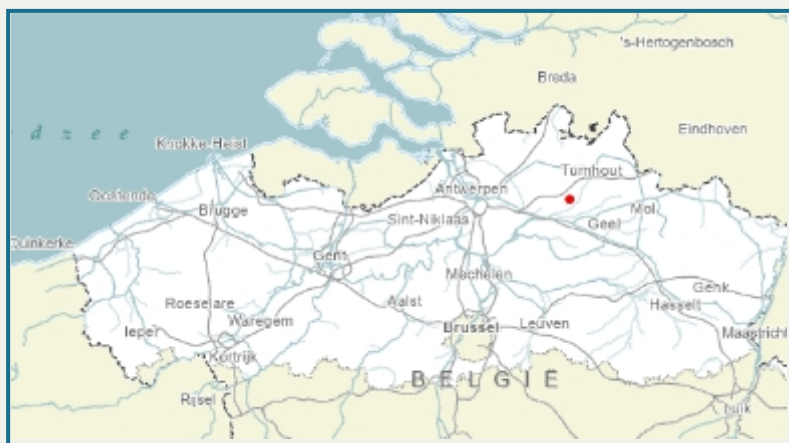 's-Hertogenbosch
Breda
Eindhoven
d z e e
Knokke-Heist
Turnhout
Antwerpen
Oostende
Brugge
Sint-Niklaas
Mol
Geel
Duinkerke
Gent
Mechelen
Genk
Roeselare
Aalst
Hasselt
Ieper
Waregem
Brussel
Leuven
Maastricht
Kortrijk
BELGIË
Rijsel
Luik